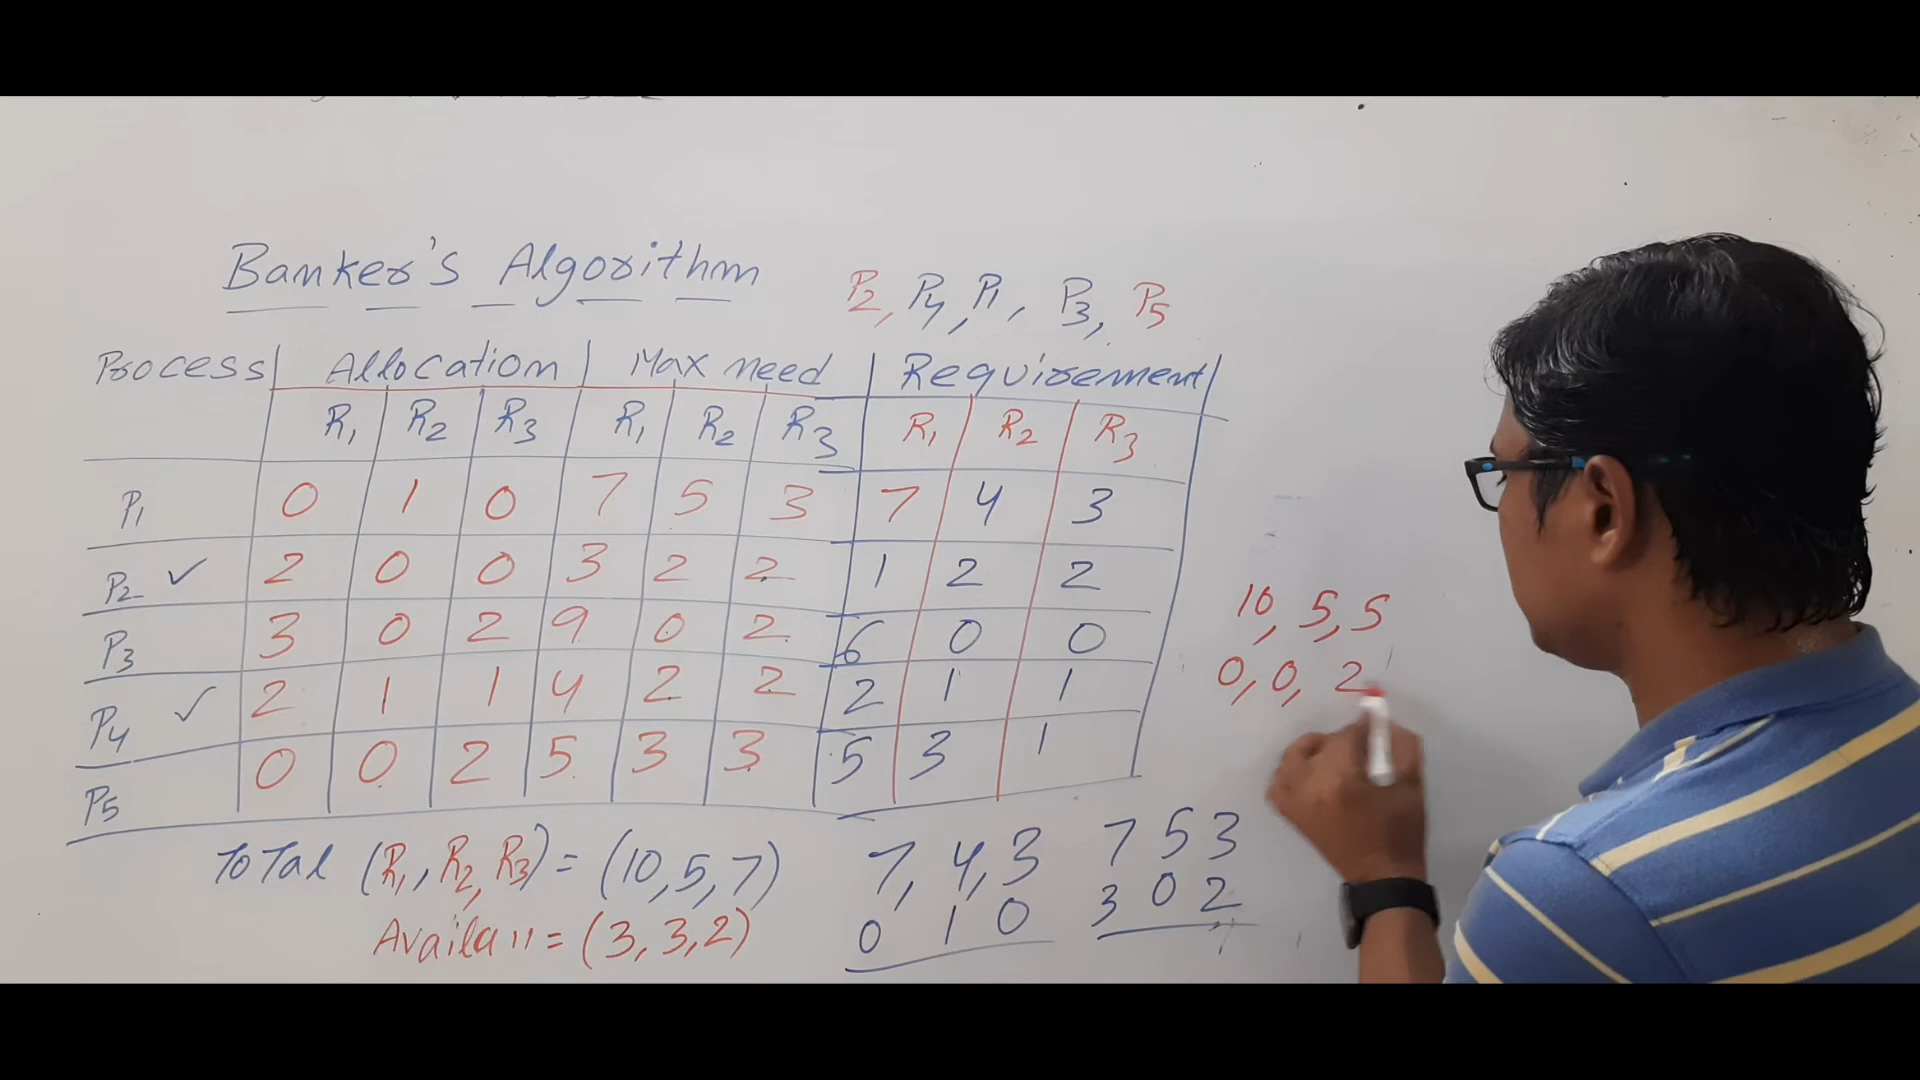 Banker's Algorithm
P2, P4, P1, P3, P5
Process Allocation Max need Requirement
R1 R2 R3 R1 R2 R3 R1 R2 R3
P1 0 1 0 7 5 3 7 4 3
P2 ✓ 2 0 0 3 2 2 1 2 2
P3 3 0 2 9 0 2 6 0 0
P4 ✓ 2 1 1 4 2 2 2 1 1
P5 0 0 2 5 3 3 5 3 1
10, 5, 5
0, 0, 2
Total (R1, R2, R3) = (10, 5, 7)
Availa = (3, 3, 2)
7, 4, 3
0 1 0
7 5 3
3 0 2